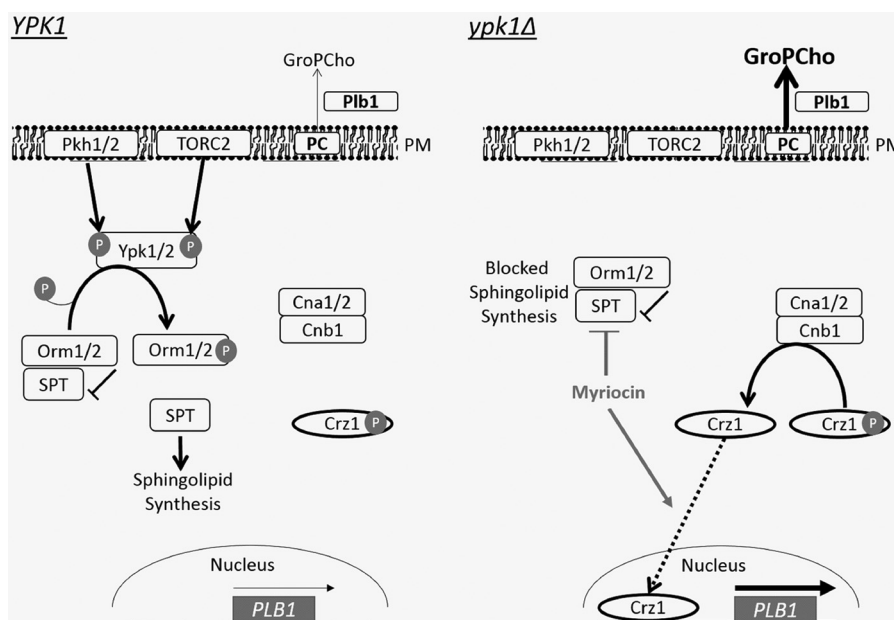 YPK1
GroPCho
Plb1
Pkh1/2
TORC2
PC
PM
P
Ypk1/2
P
P
Orm1/2
SPT
Orm1/2
P
SPT
Sphingolipid
Synthesis
Cna1/2
Cnb1
Crz1
P
Nucleus
PLB1
ypk1Δ
GroPCho
Plb1
Pkh1/2
TORC2
PC
PM
Blocked
Sphingolipid
Synthesis
Orm1/2
SPT
Myriocin
Cna1/2
Cnb1
Crz1
Crz1
P
Nucleus
Crz1
PLB1